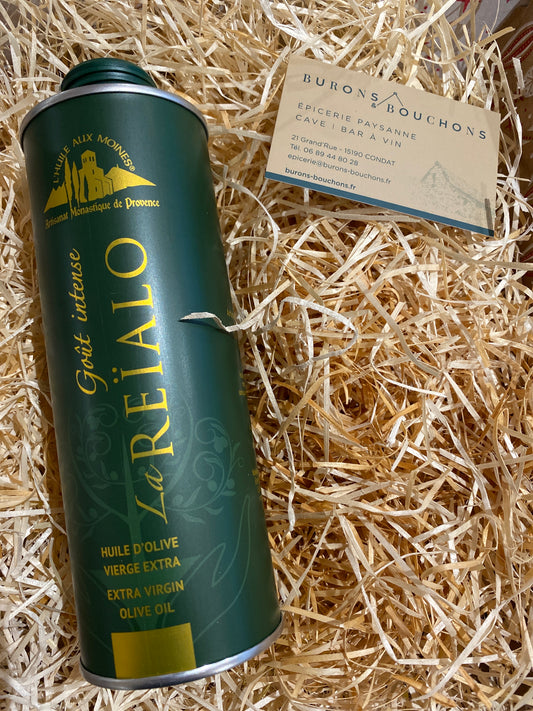 L'HUILE AUX MOINES®
Artisanat Monastique de Provence
Goût intense
La REÏALO
HUILE D'OLIVE
VIERGE EXTRA
EXTRA VIRGIN
OLIVE OIL
BURONS
& BOUCHONS
ÉPICERIE PAYSANNE
CAVE | BAR À VIN
21 Grand'Rue - 15190 CONDAT
Tél. 06 89 44 80 28
epicerie@burons-bouchons.fr
burons-bouchons.fr